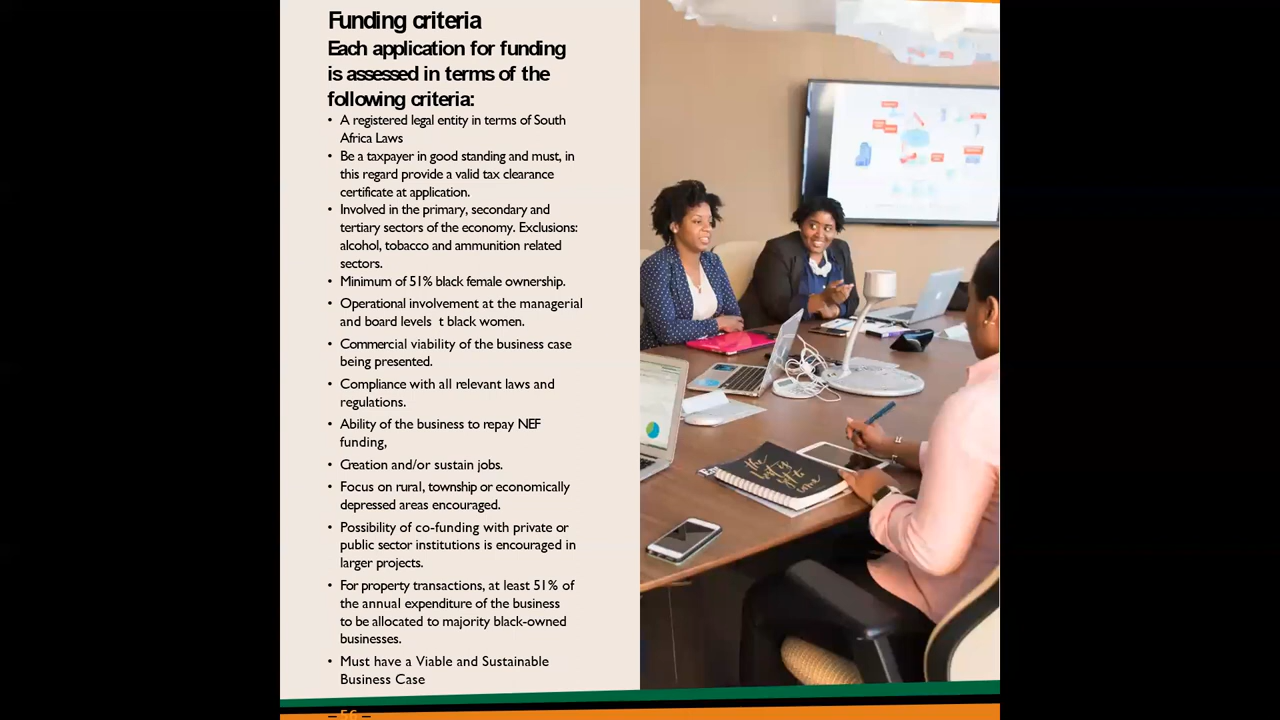 Funding criteria
Each application for funding
is assessed in terms of the
following criteria:
• A registered legal entity in terms of South
Africa Laws
• Be a taxpayer in good standing and must, in
this regard provide a valid tax clearance
certificate at application.
• Involved in the primary, secondary and
tertiary sectors of the economy. Exclusions:
alcohol, tobacco and ammunition related
sectors.
• Minimum of 51% black female ownership.
• Operational involvement at the managerial
and board levels t black women.
• Commercial viability of the business case
being presented.
• Compliance with all relevant laws and
regulations.
• Ability of the business to repay NEF
funding,
• Creation and/or sustain jobs.
• Focus on rural, township or economically
depressed areas encouraged.
• Possibility of co-funding with private or
public sector institutions is encouraged in
larger projects.
• For property transactions, at least 51% of
the annual expenditure of the business
to be allocated to majority black-owned
businesses.
• Must have a Viable and Sustainable
Business Case
the
best is
yet to
come
– 56 –